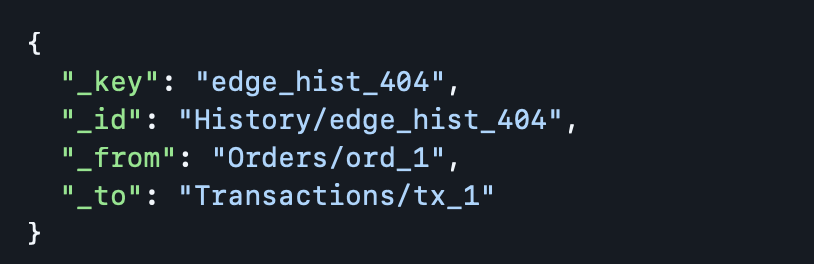 {
  "_key": "edge_hist_404",
  "_id": "History/edge_hist_404",
  "_from": "Orders/ord_1",
  "_to": "Transactions/tx_1"
}